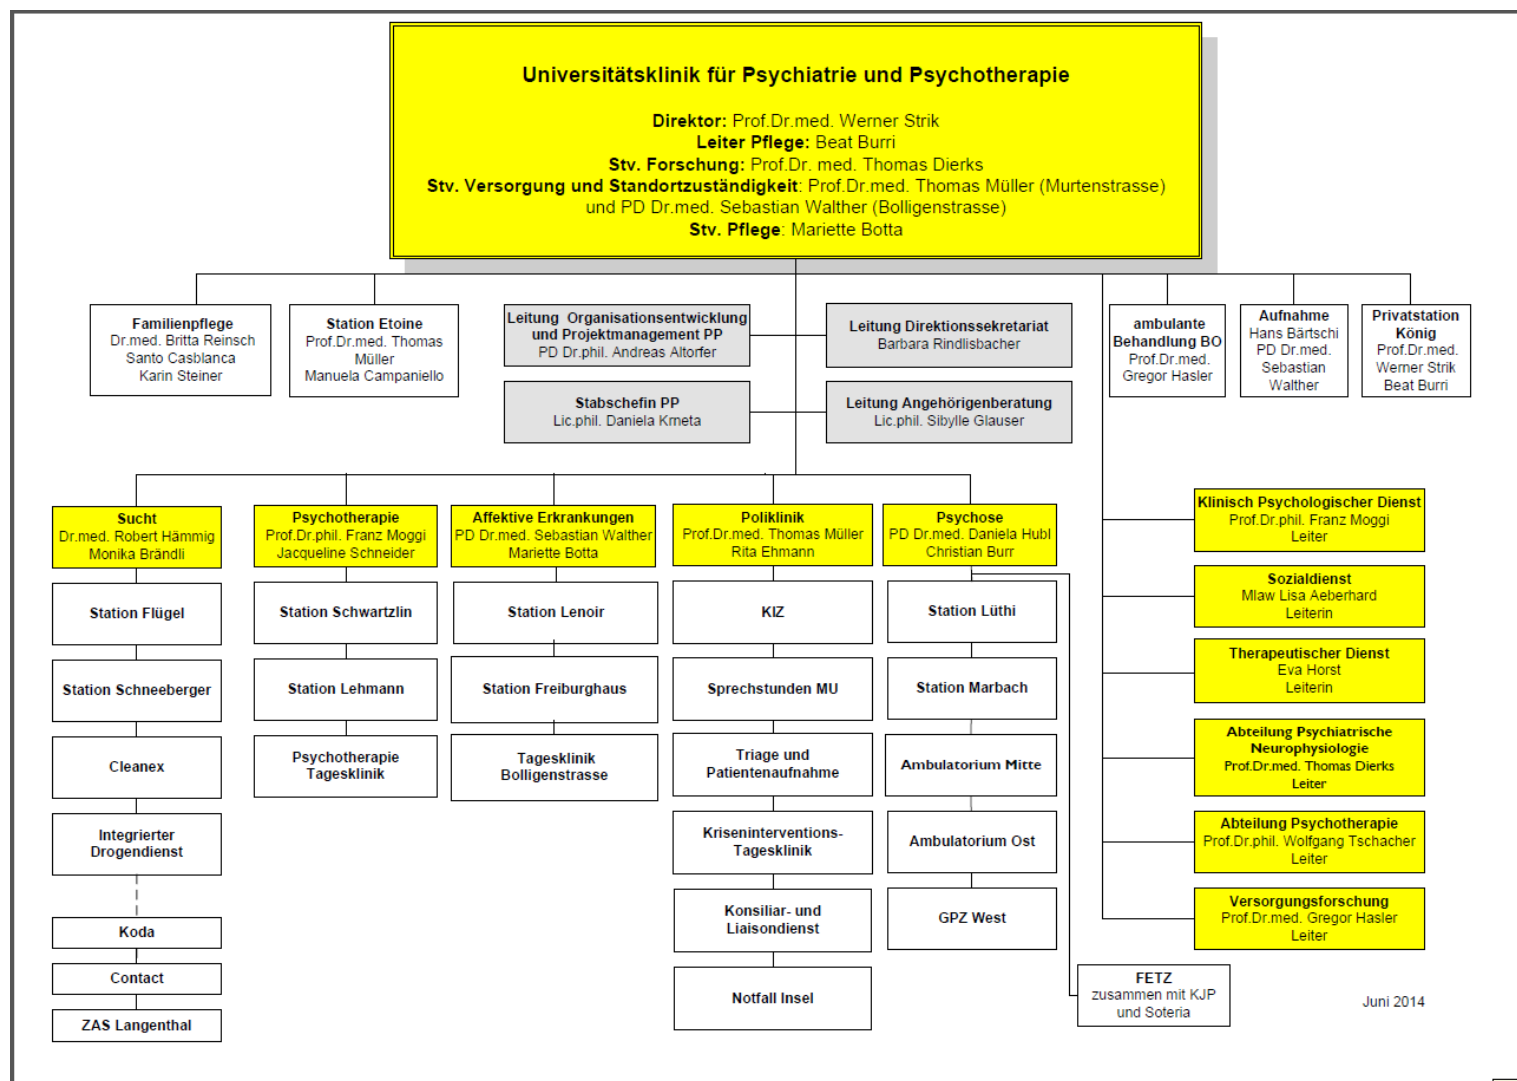 Universitätsklinik für Psychiatrie und Psychotherapie
Direktor: Prof.Dr.med. Werner Strik
Leiter Pflege: Beat Burri
Stv. Forschung: Prof.Dr. med. Thomas Dierks
Stv. Versorgung und Standortzuständigkeit: Prof.Dr.med. Thomas Müller (Murtenstrasse)
und PD Dr.med. Sebastian Walther (Bolligenstrasse)
Stv. Pflege: Mariette Botta
Familienpflege
Dr.med. Britta Reinsch
Santo Casblanca
Karin Steiner
Station Etoine
Prof.Dr.med. Thomas
Müller
Manuela Campaniello
Leitung Organisationsentwicklung
und Projektmanagement PP
PD Dr.phil. Andreas Altorfer
Leitung Direktionssekretariat
Barbara Rindlisbacher
ambulante
Behandlung BO
Prof.Dr.med.
Gregor Hasler
Aufnahme
Hans Bärtschi
PD Dr.med.
Sebastian
Walther
Privatstation
König
Prof.Dr.med.
Werner Strik
Beat Burri
Stabschefin PP
Lic.phil. Daniela Krneta
Leitung Angehörigenberatung
Lic.phil. Sibylle Glauser
Sucht
Dr.med. Robert Hämmig
Monika Brändli
Station Flügel
Station Schneeberger
Cleanex
Integrierter
Drogendienst
Koda
Contact
ZAS Langenthal
Psychotherapie
Prof.Dr.phil. Franz Moggi
Jacqueline Schneider
Station Schwartzlin
Station Lehmann
Psychotherapie
Tagesklinik
Affektive Erkrankungen
PD Dr.med. Sebastian Walther
Mariette Botta
Station Lenoir
Station Freiburghaus
Tagesklinik
Bolligenstrasse
Poliklinik
Prof.Dr.med. Thomas Müller
Rita Ehmann
KIZ
Sprechstunden MU
Triage und
Patientenaufnahme
Kriseninterventions-
Tagesklinik
Konsiliar- und
Liaisondienst
Notfall Insel
Psychose
PD Dr.med. Daniela Hubl
Christian Burr
Station Lüthi
Station Marbach
Ambulatorium Mitte
Ambulatorium Ost
GPZ West
FETZ
zusammen mit KJP
und Soteria
Klinisch Psychologischer Dienst
Prof.Dr.phil. Franz Moggi
Leiter
Sozialdienst
Mlaw Lisa Aeberhard
Leiterin
Therapeutischer Dienst
Eva Horst
Leiterin
Abteilung Psychiatrische
Neurophysiologie
Prof.Dr.med. Thomas Dierks
Leiter
Abteilung Psychotherapie
Prof.Dr.phil. Wolfgang Tschacher
Leiter
Versorgungsforschung
Prof.Dr.med. Gregor Hasler
Leiter
Juni 2014